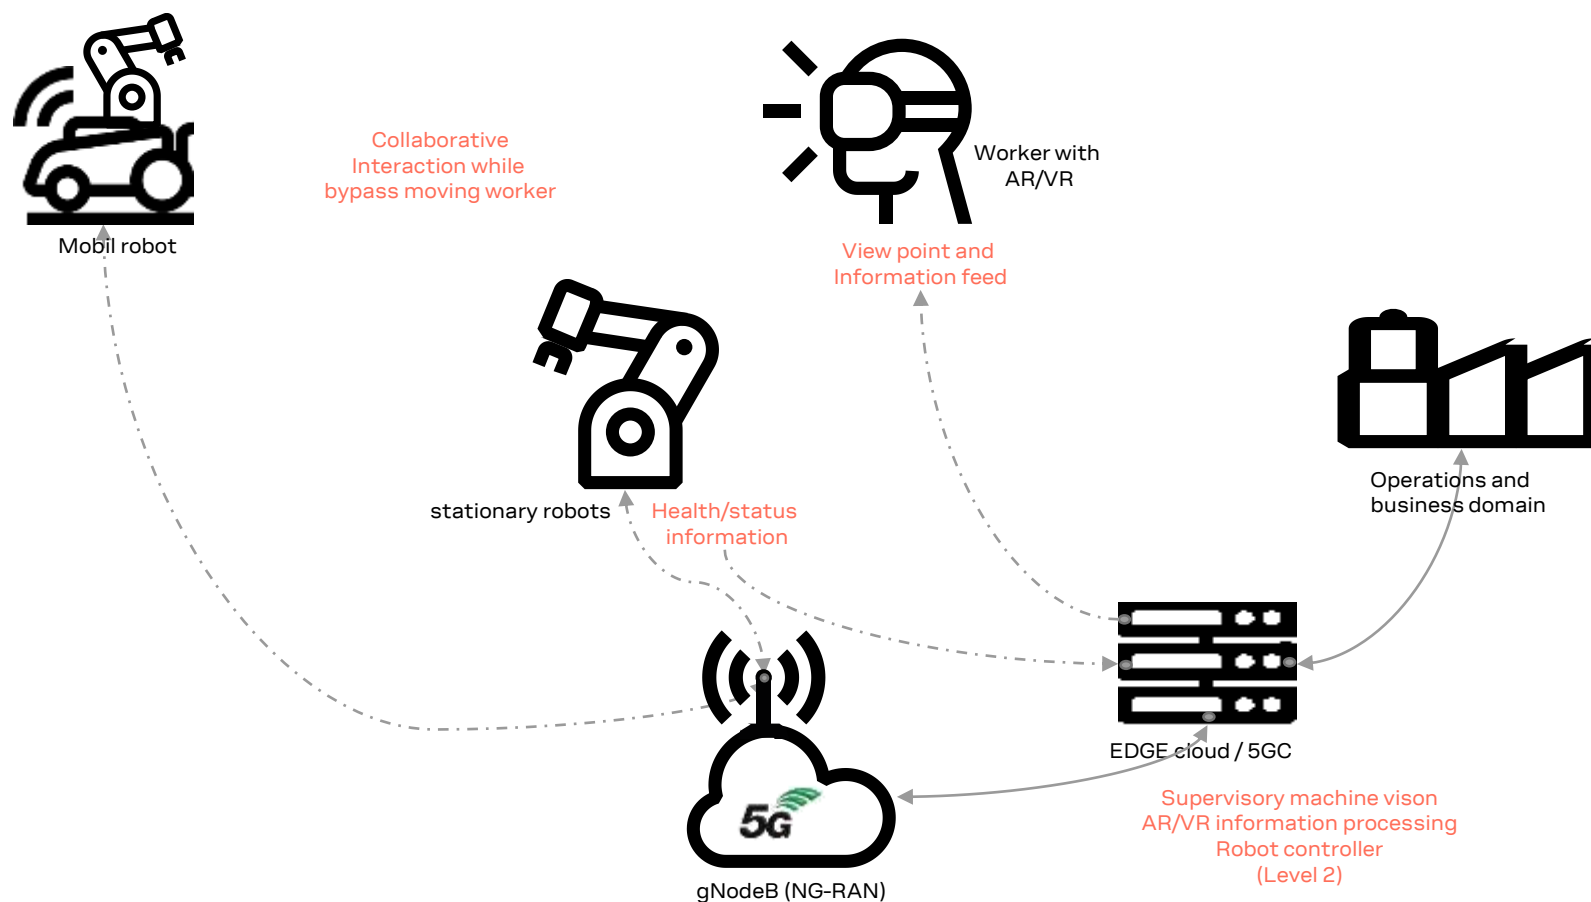 Collaborative
Interaction while
bypass moving worker
Worker with
AR/VR
Mobil robot
View point and
Information feed
Operations and
business domain
stationary robots
Health/status
information
EDGE cloud / 5GC
Supervisory machine vison
AR/VR information processing
Robot controller
(Level 2)
5G
gNodeB (NG-RAN)